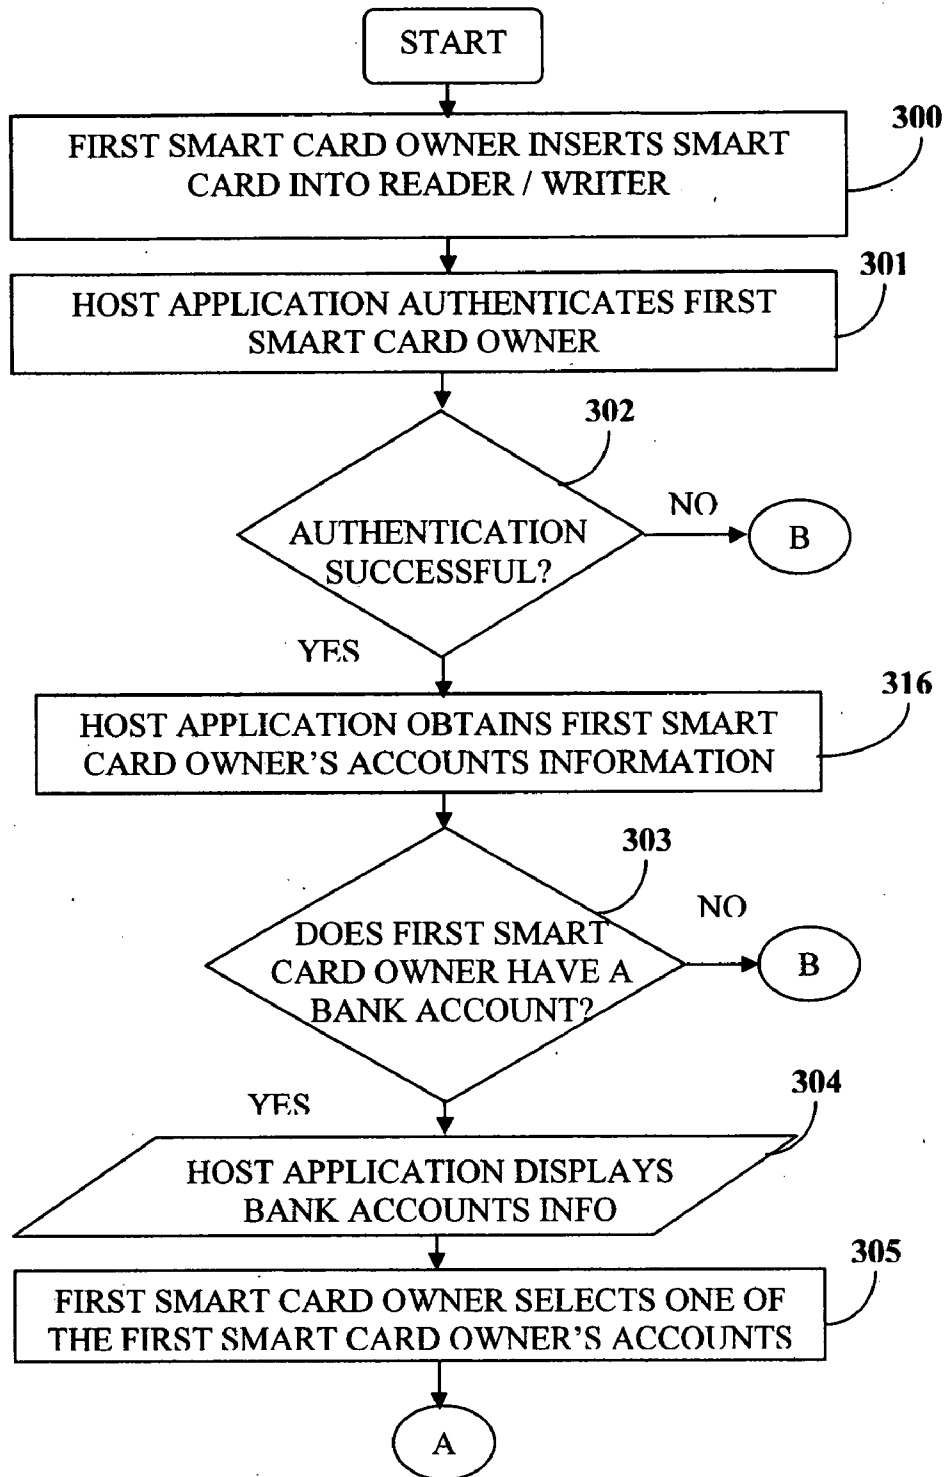 START
300
FIRST SMART CARD OWNER INSERTS SMART
CARD INTO READER / WRITER
301
HOST APPLICATION AUTHENTICATES FIRST
SMART CARD OWNER
302
NO
AUTHENTICATION
SUCCESSFUL?
B
YES
316
HOST APPLICATION OBTAINS FIRST SMART
CARD OWNER'S ACCOUNTS INFORMATION
303
NO
DOES FIRST SMART
CARD OWNER HAVE A
BANK ACCOUNT?
B
YES
304
HOST APPLICATION DISPLAYS
BANK ACCOUNTS INFO
305
FIRST SMART CARD OWNER SELECTS ONE OF
THE FIRST SMART CARD OWNER'S ACCOUNTS
A